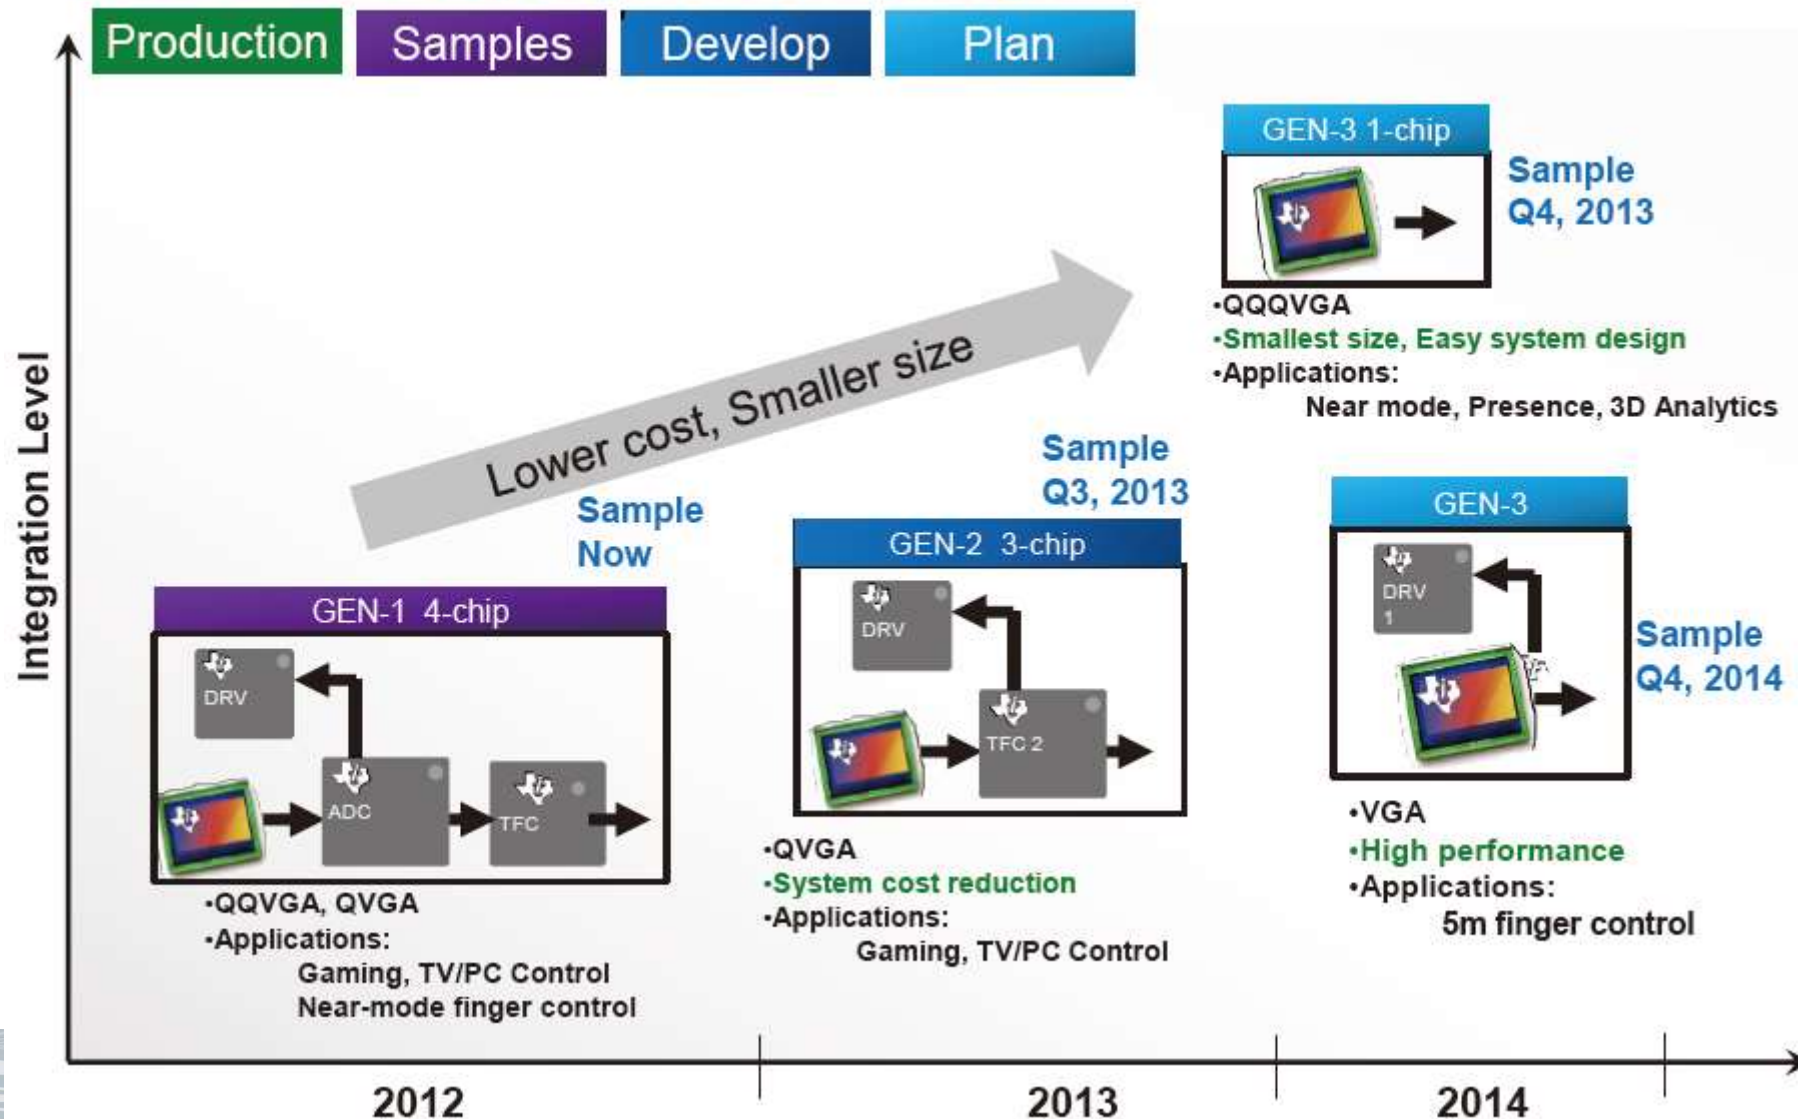 Production
Samples
Develop
Plan
GEN-3 1-chip
Sample
Q4, 2013
•QQQVGA
•Smallest size, Easy system design
•Applications:
Near mode, Presence, 3D Analytics
Integration Level
Lower cost, Smaller size
Sample
Now
GEN-1 4-chip
DRV
ADC
TFC
•QQVGA, QVGA
•Applications:
Gaming, TV/PC Control
Near-mode finger control
Sample
Q3, 2013
GEN-2 3-chip
DRV
TFC 2
•QVGA
•System cost reduction
•Applications:
Gaming, TV/PC Control
GEN-3
DRV
1
Sample
Q4, 2014
•VGA
•High performance
•Applications:
5m finger control
2012
2013
2014